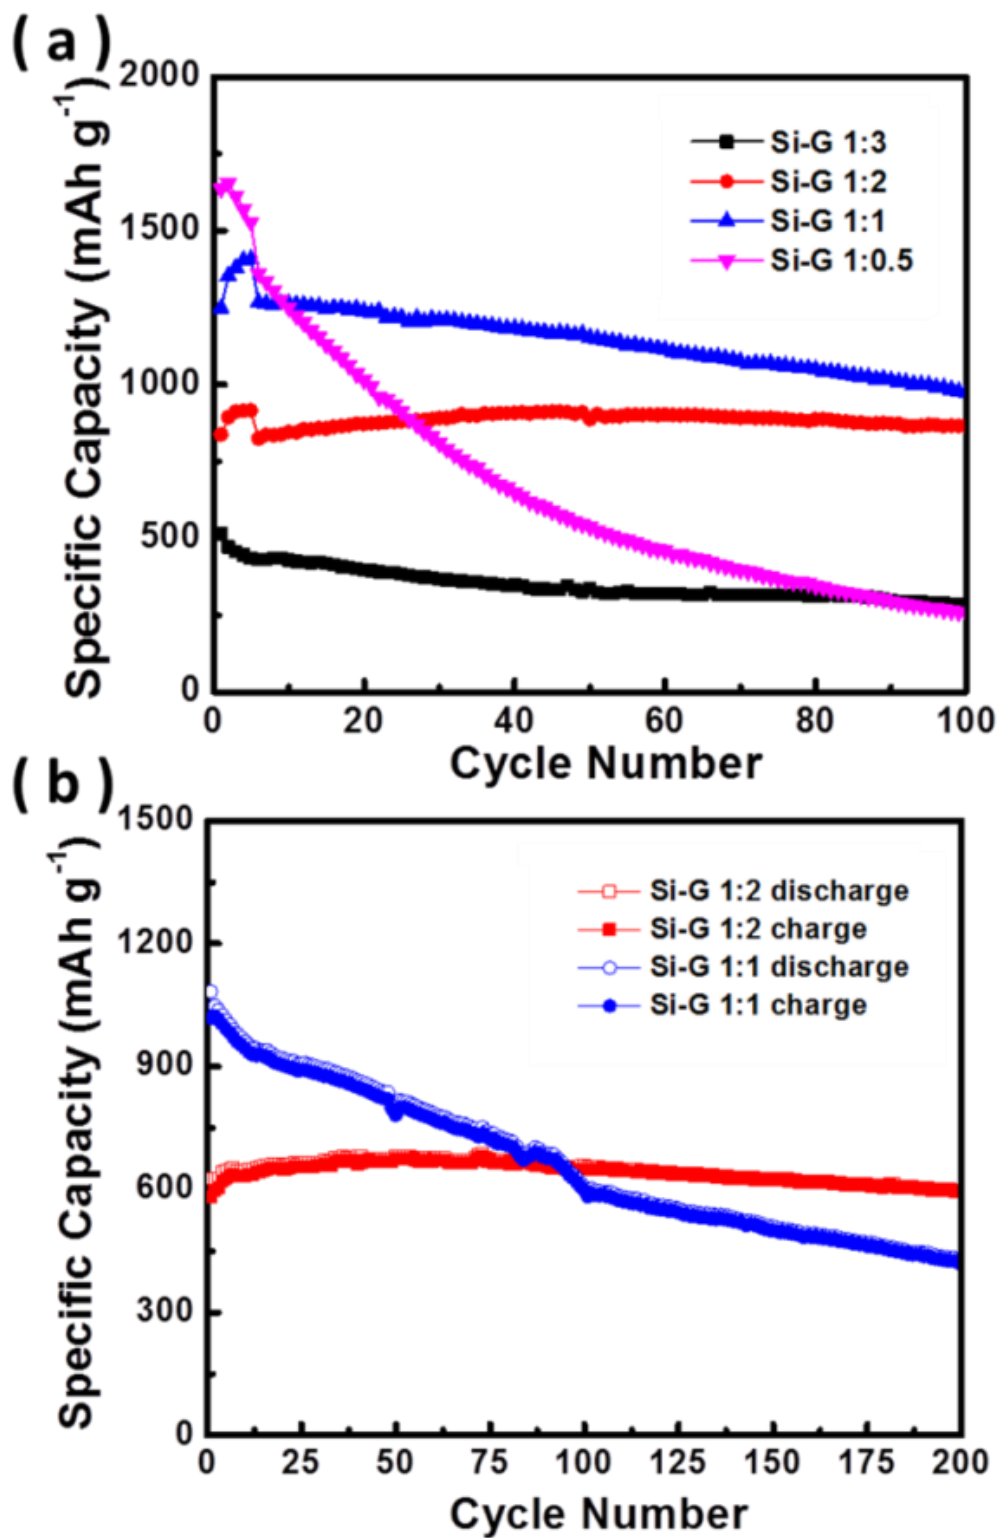 ( a )
Specific Capacity (mAh g⁻¹)
2000
1500
1000
500
0
Si-G 1:3
Si-G 1:2
Si-G 1:1
Si-G 1:0.5
0 20 40 60 80 100
Cycle Number
( b )
Specific Capacity (mAh g⁻¹)
1500
1200
900
600
300
0
Si-G 1:2 discharge
Si-G 1:2 charge
Si-G 1:1 discharge
Si-G 1:1 charge
0 25 50 75 100 125 150 175 200
Cycle Number